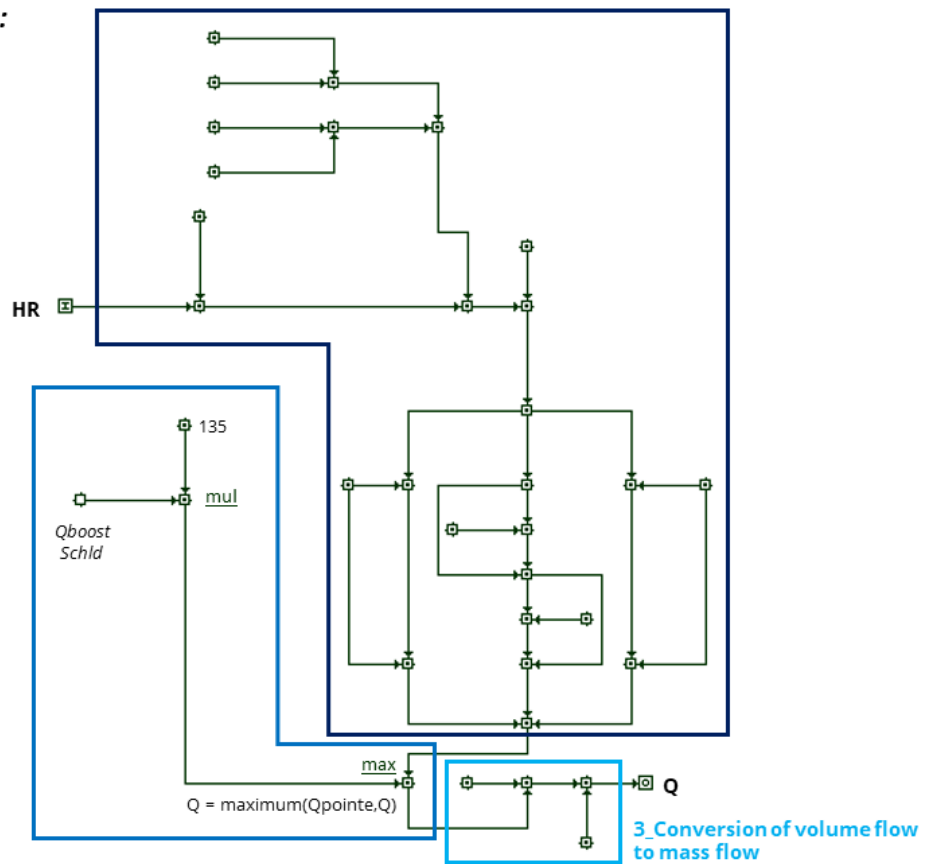 :
HR
135
mul
Qboost
Schld
max
Q = maximum(Qpointe,Q)
Q
3_Conversion of volume flow
to mass flow